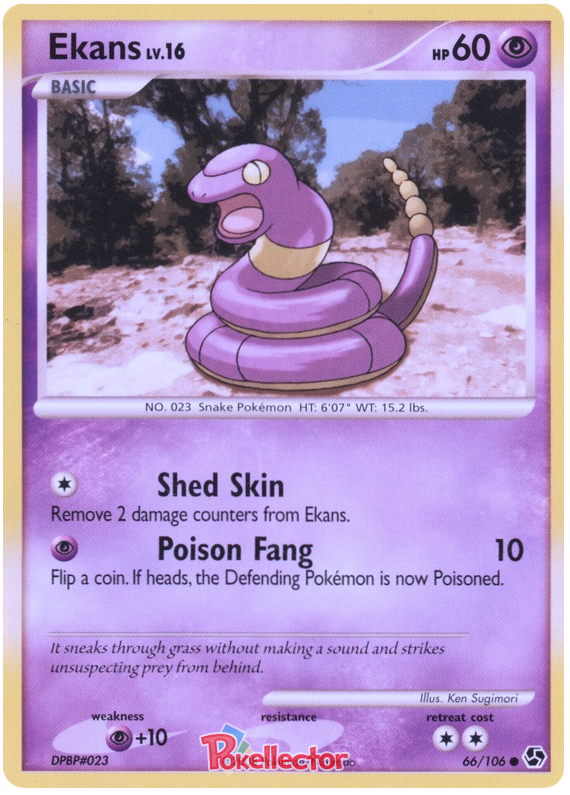 Ekans LV.16
HP 60
BASIC
NO. 023 Snake Pokémon HT: 6'07" WT: 15.2 lbs.
Shed Skin
Remove 2 damage counters from Ekans.
Poison Fang 10
Flip a coin. If heads, the Defending Pokémon is now Poisoned.
It sneaks through grass without making a sound and strikes
unsuspecting prey from behind.
Illus. Ken Sugimori
weakness resistance retreat cost
+10
DPBP#023
Pokellector
66/106